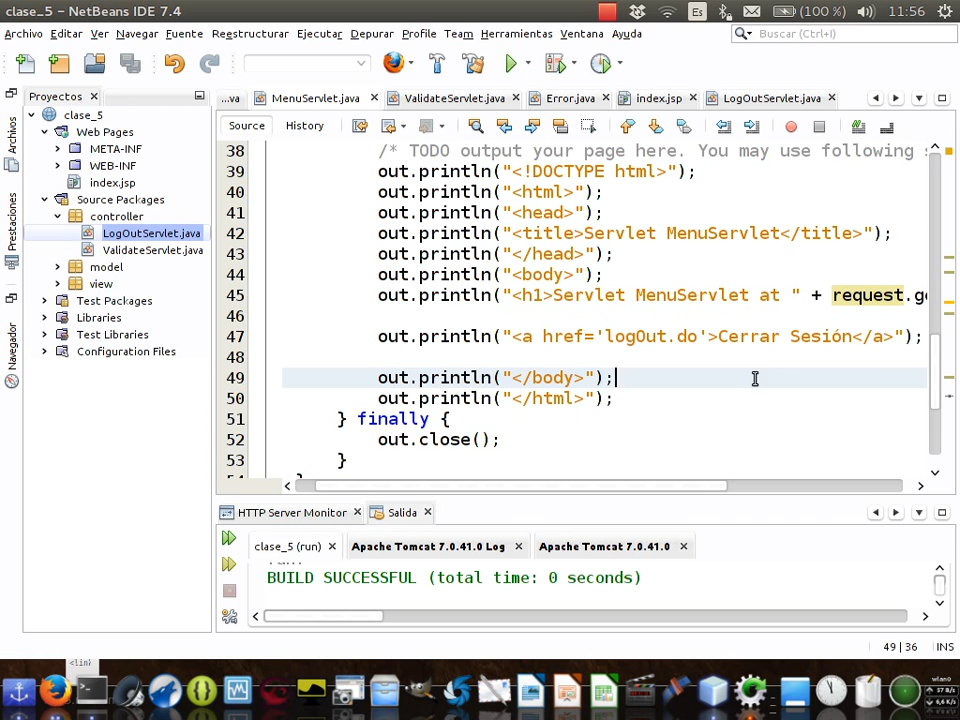 clase_5 - NetBeans IDE 7.4
Es
(100 %)
11:56
Archivo Editar Ver Navegar Fuente Reestructurar Ejecutar Depurar Profile Team Herramientas Ventana Ayuda
Buscar (Ctrl+I)
Proyectos
...va
MenuServlet.java
ValidateServlet.java
Error.java
index.jsp
LogOutServlet.java
Source
History
Archivos
Prestaciones
Navegador
clase_5
Web Pages
META-INF
WEB-INF
index.jsp
Source Packages
controller
LogOutServlet.java
ValidateServlet.java
model
view
Test Packages
Libraries
Test Libraries
Configuration Files
38 /* TODO output your page here. You may use following s
39 out.println("<!DOCTYPE html>");
40 out.println("<html>");
41 out.println("<head>");
42 out.println("<title>Servlet MenuServlet</title>");
43 out.println("</head>");
44 out.println("<body>");
45 out.println("<h1>Servlet MenuServlet at " + request.ge
46
47 out.println("<a href='logOut.do'>Cerrar Sesión</a>");
48
49 out.println("</body>");
50 out.println("</html>");
51 } finally {
52 out.close();
53 }
HTTP Server Monitor
Salida
clase_5 (run)
Apache Tomcat 7.0.41.0 Log
Apache Tomcat 7.0.41.0
BUILD SUCCESSFUL (total time: 0 seconds)
49 | 36
INS
wlan0